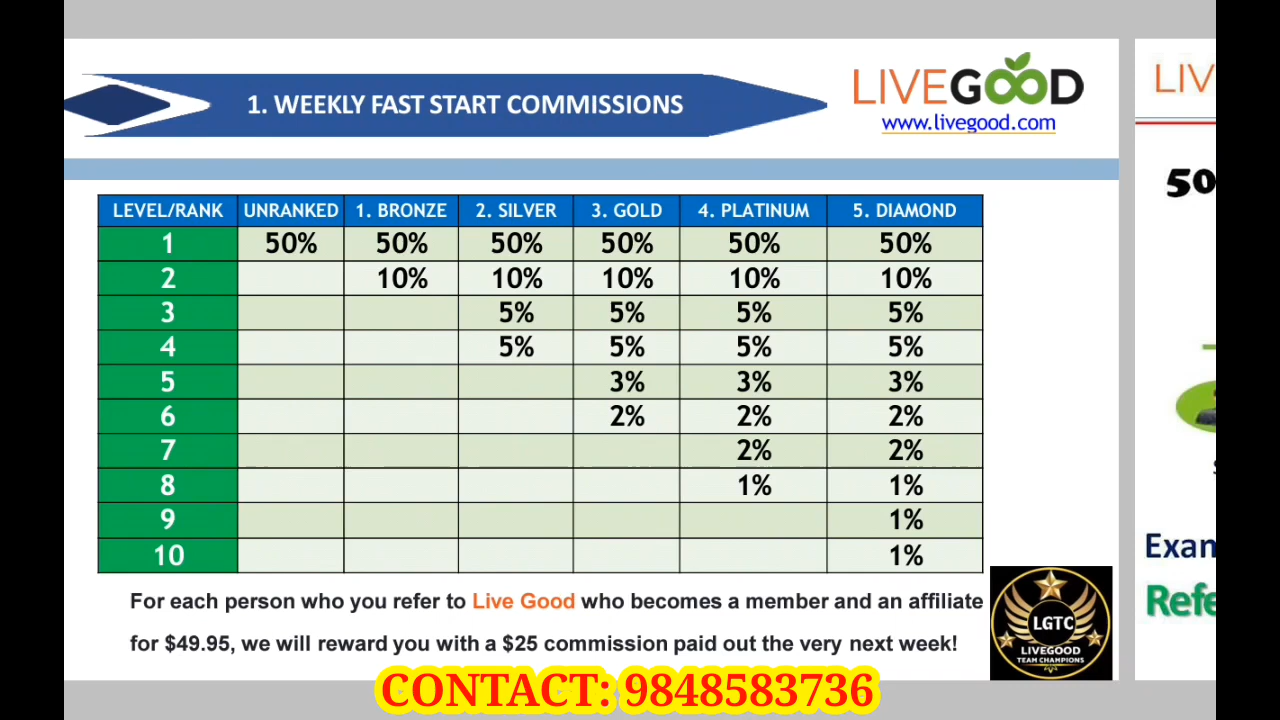 1. WEEKLY FAST START COMMISSIONS
LIVEGOOD
www.livegood.com
LIV
50
LEVEL/RANK UNRANKED 1. BRONZE 2. SILVER 3. GOLD 4. PLATINUM 5. DIAMOND
1 50% 50% 50% 50% 50% 50%
2 10% 10% 10% 10% 10%
3 5% 5% 5% 5%
4 5% 5% 5% 5%
5 3% 3% 3%
6 2% 2% 2%
7 2% 2%
8 1% 1%
9 1%
10 1%
For each person who you refer to Live Good who becomes a member and an affiliate
for $49.95, we will reward you with a $25 commission paid out the very next week!
LGTC
LIVEGOOD
TEAM CHAMPIONS
Exam
Refe
CONTACT: 9848583736